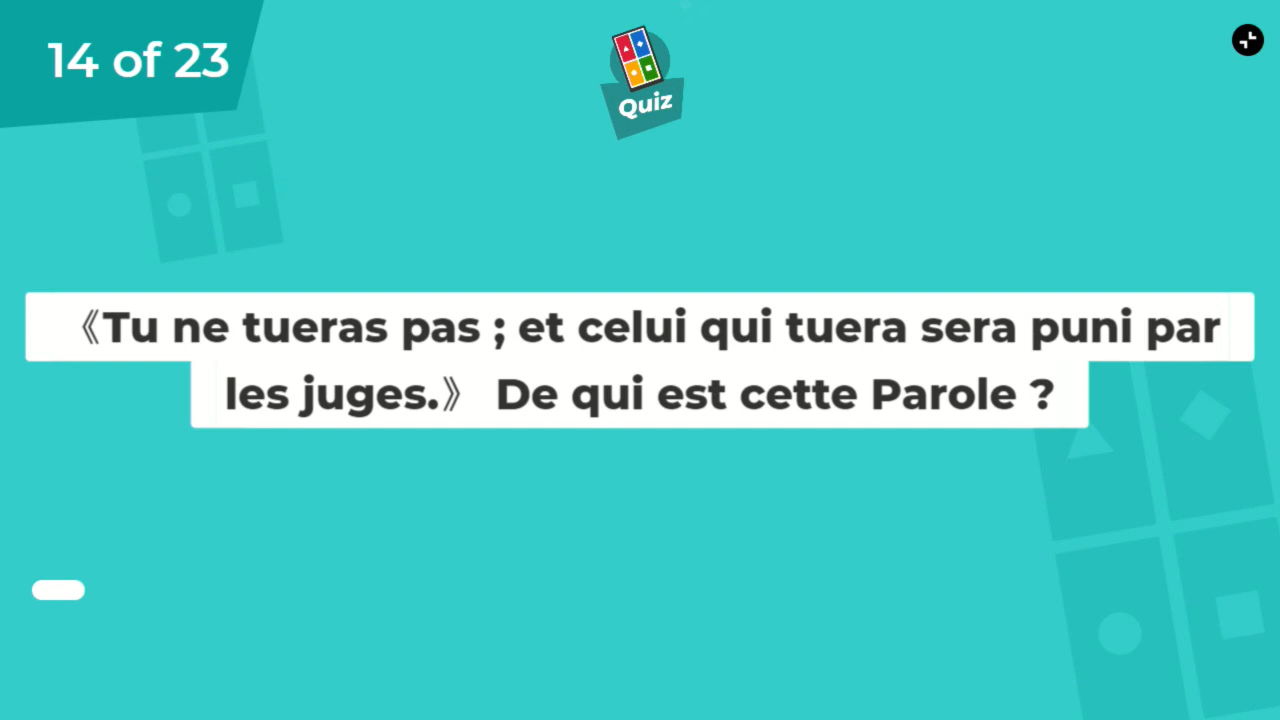 14 of 23
Quiz
《Tu ne tueras pas ; et celui qui tuera sera puni par
les juges.》 De qui est cette Parole ?